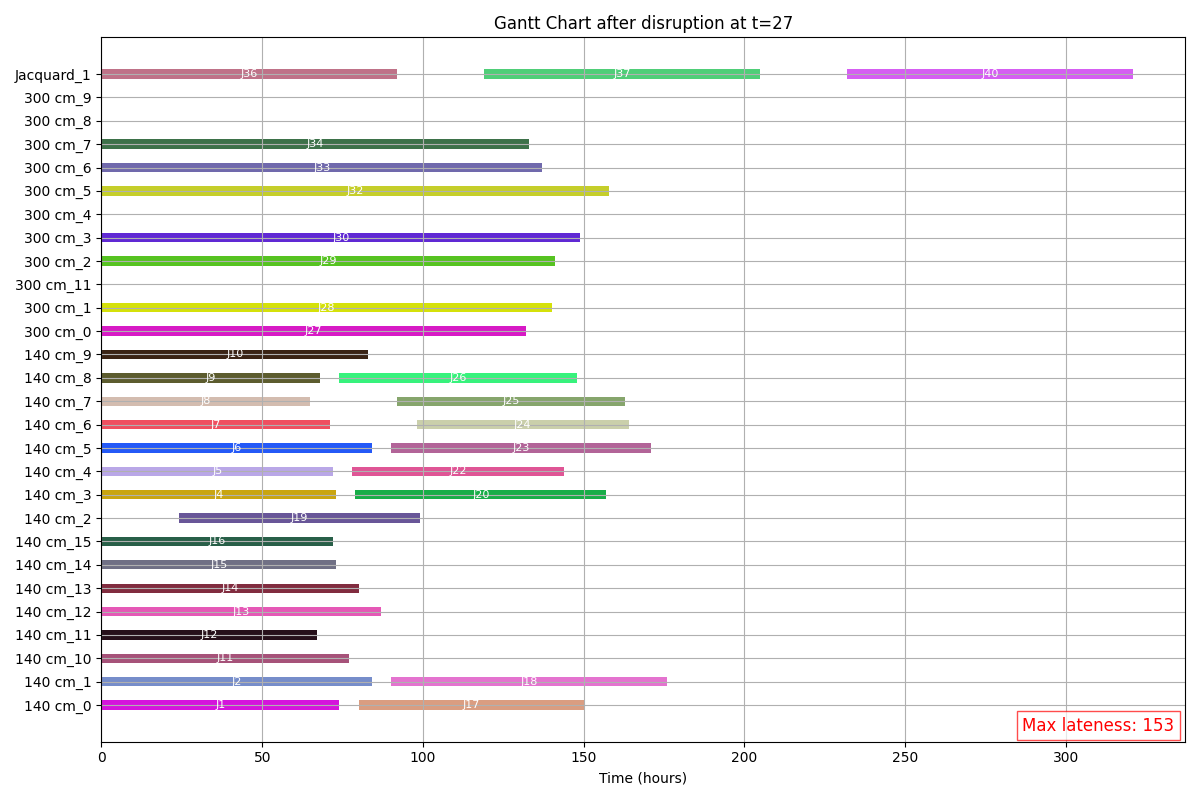 Gantt Chart after disruption at t=27
Jacquard_1 J36 J37 J40
300 cm_9
300 cm_8
300 cm_7 J34
300 cm_6 J33
300 cm_5 J32
300 cm_4
300 cm_3 J30
300 cm_2 J29
300 cm_11
300 cm_1 J28
300 cm_0 J27
140 cm_9 J10
140 cm_8 J9 J26
140 cm_7 J8 J25
140 cm_6 J7 J24
140 cm_5 J6 J23
140 cm_4 J5 J22
140 cm_3 J4 J20
140 cm_2 J19
140 cm_15 J16
140 cm_14 J15
140 cm_13 J14
140 cm_12 J13
140 cm_11 J12
140 cm_10 J11
140 cm_1 J2 J18
140 cm_0 J1 J17
Max lateness: 153
0 50 100 150 200 250 300
Time (hours)